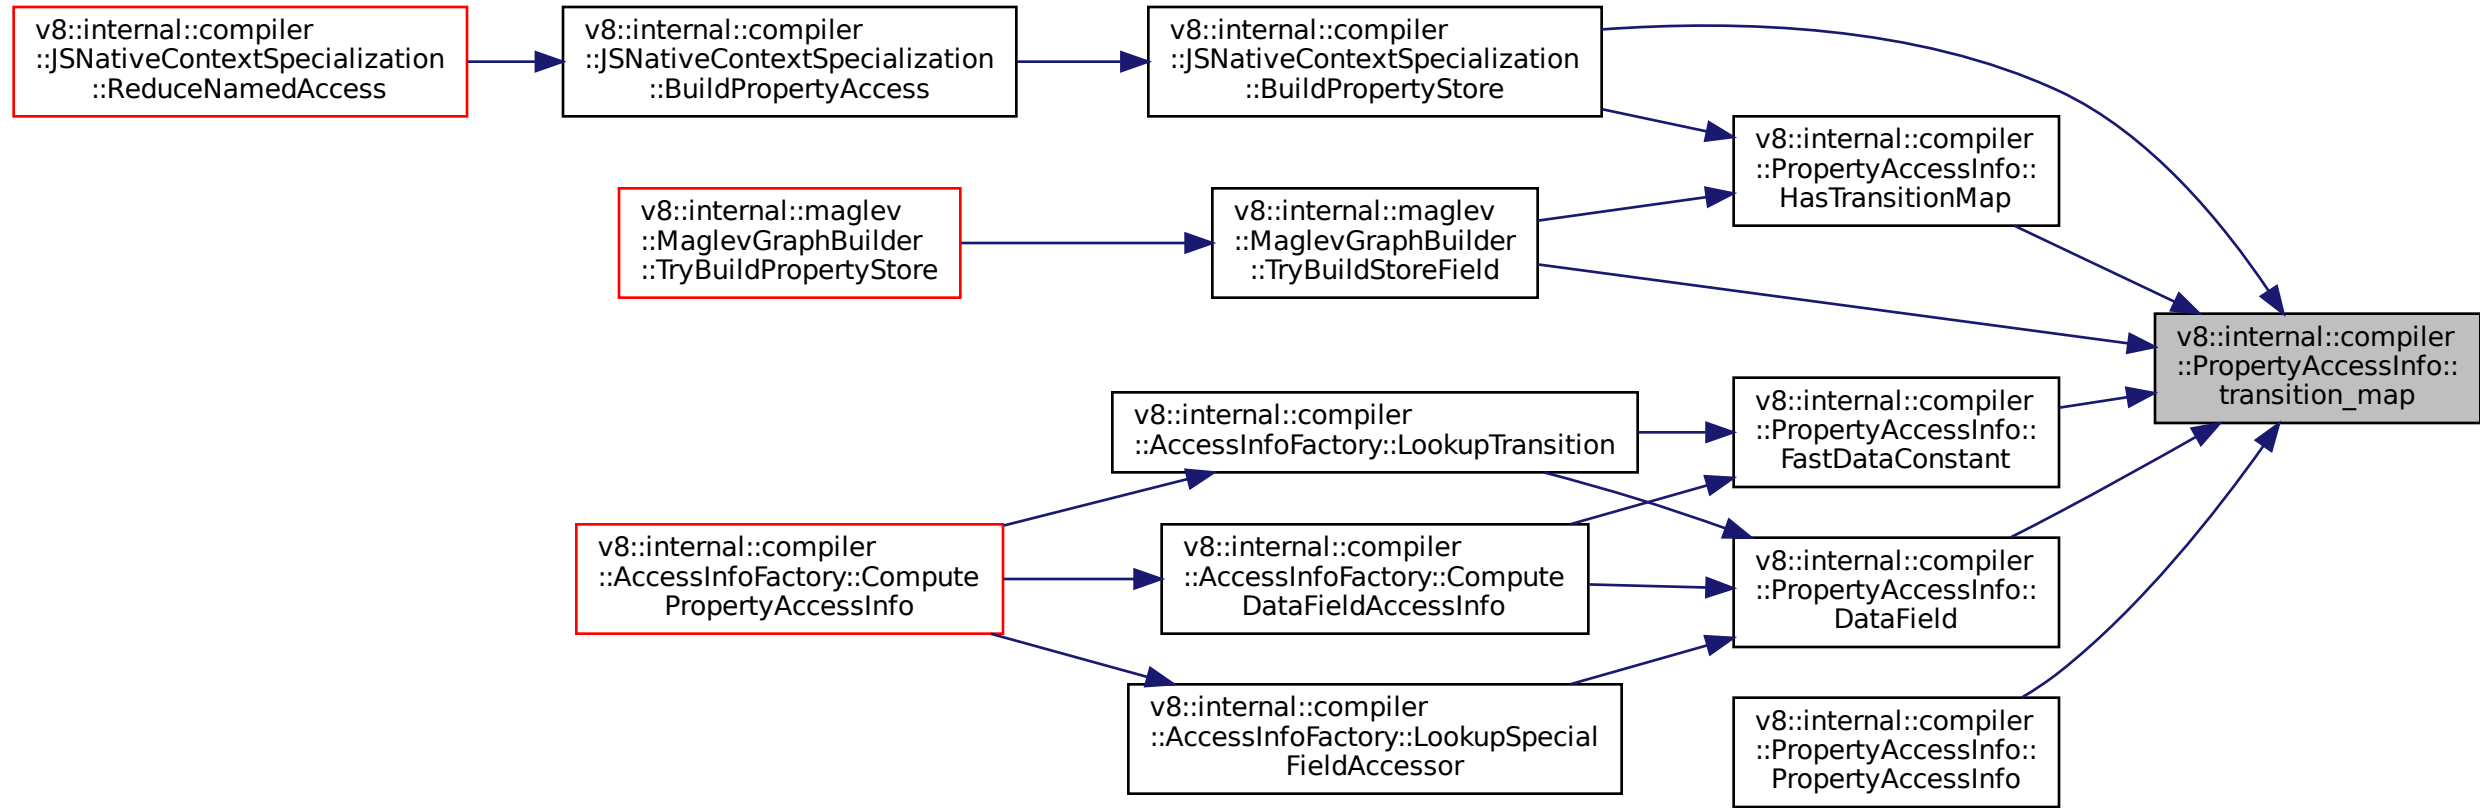 v8::internal::compiler
::JSNativeContextSpecialization
::ReduceNamedAccess
v8::internal::compiler
::JSNativeContextSpecialization
::BuildPropertyAccess
v8::internal::compiler
::JSNativeContextSpecialization
::BuildPropertyStore
v8::internal::compiler
::PropertyAccessInfo::
HasTransitionMap
v8::internal::maglev
::MaglevGraphBuilder
::TryBuildPropertyStore
v8::internal::maglev
::MaglevGraphBuilder
::TryBuildStoreField
v8::internal::compiler
::PropertyAccessInfo::
transition_map
v8::internal::compiler
::AccessInfoFactory::LookupTransition
v8::internal::compiler
::PropertyAccessInfo::
FastDataConstant
v8::internal::compiler
::AccessInfoFactory::Compute
PropertyAccessInfo
v8::internal::compiler
::AccessInfoFactory::Compute
DataFieldAccessInfo
v8::internal::compiler
::PropertyAccessInfo::
DataField
v8::internal::compiler
::AccessInfoFactory::LookupSpecial
FieldAccessor
v8::internal::compiler
::PropertyAccessInfo::
PropertyAccessInfo